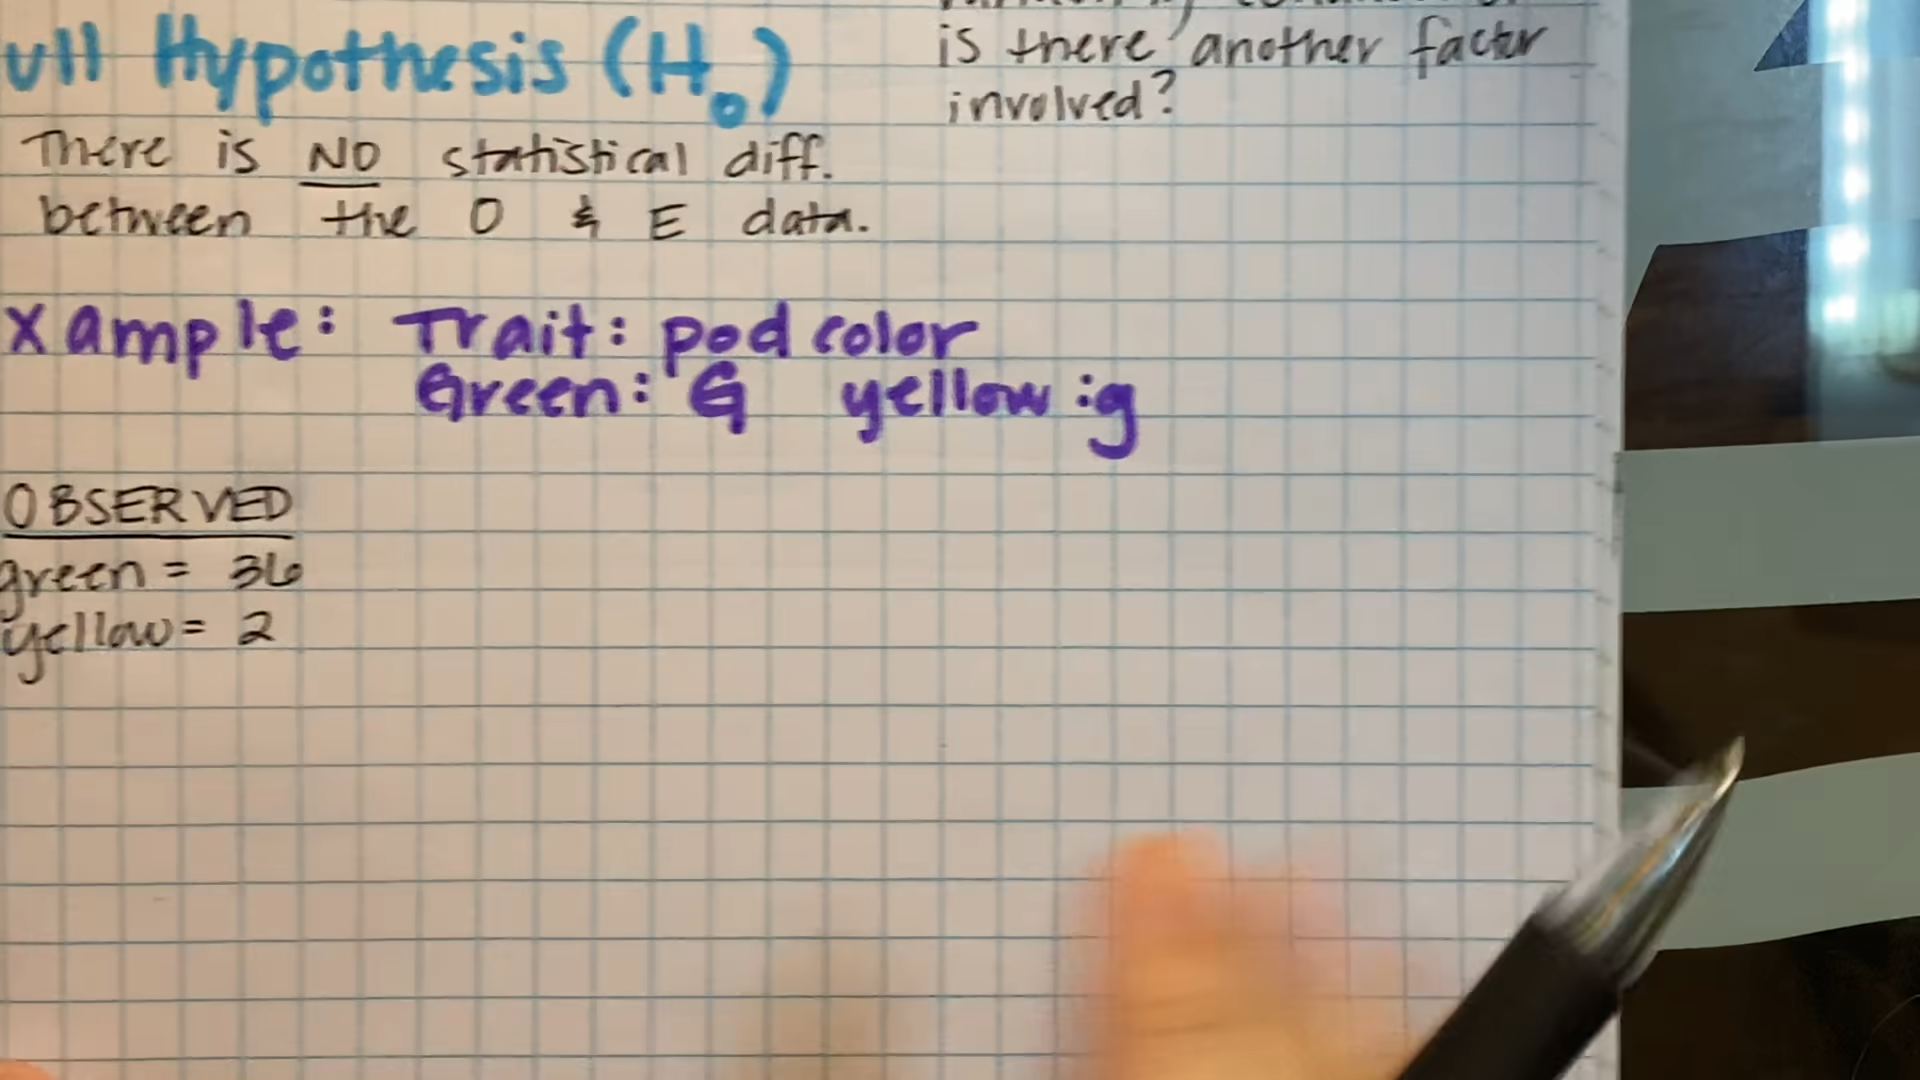 ull Hypothesis (H₀)
There is NO statistical diff.
between the O & E data.
is there another factor
involved?
xample: Trait: pod color
Green: G yellow : g
OBSERVED
green = 36
yellow = 2